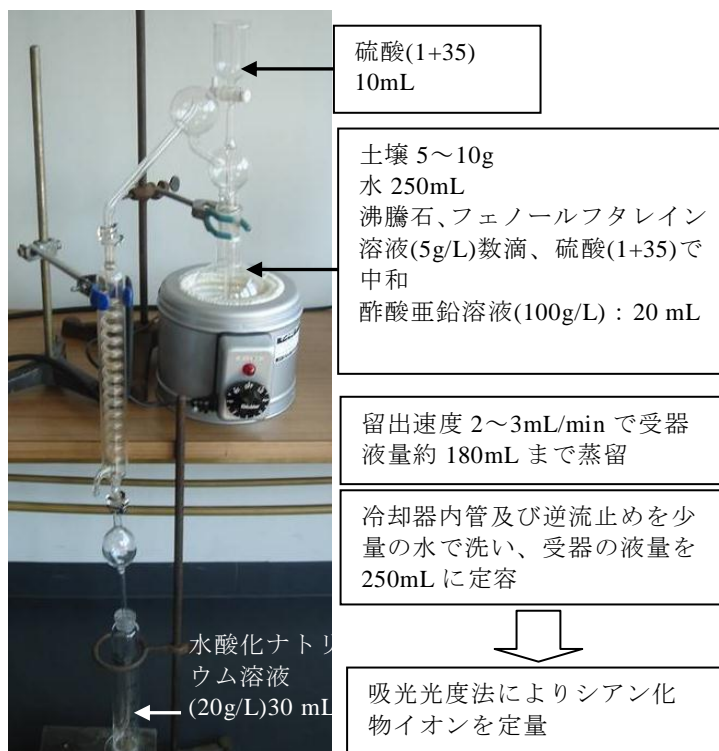 硫酸(1+35)
10mL
土壌 5～10g
水 250mL
沸騰石、フェノールフタレイン
溶液(5g/L)数滴、硫酸(1+35)で
中和
酢酸亜鉛溶液(100g/L)：20 mL
留出速度 2～3mL/min で受器
液量約 180mL まで蒸留
冷却器内管及び逆流止めを少
量の水で洗い、受器の液量を
250mL に定容
水酸化ナトリ
ウム溶液
(20g/L)30 mL
吸光光度法によりシアン化
物イオンを定量